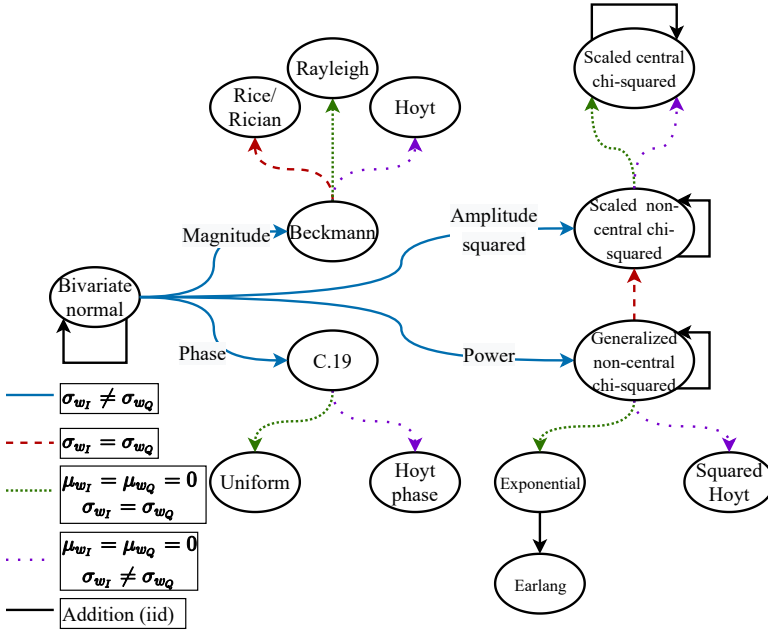 Scaled central
chi-squared
Rayleigh
Rice/
Rician
Hoyt
Scaled non-
central chi-
squared
Amplitude
squared
Magnitude
Beckmann
Bivariate
normal
Phase
C.19
Power
Generalized
non-central
chi-squared
σ_{w_I} ≠ σ_{w_Q}
σ_{w_I} = σ_{w_Q}
μ_{w_I} = μ_{w_Q} = 0
σ_{w_I} = σ_{w_Q}
μ_{w_I} = μ_{w_Q} = 0
σ_{w_I} ≠ σ_{w_Q}
Addition (iid)
Uniform
Hoyt
phase
Exponential
Squared
Hoyt
Earlang